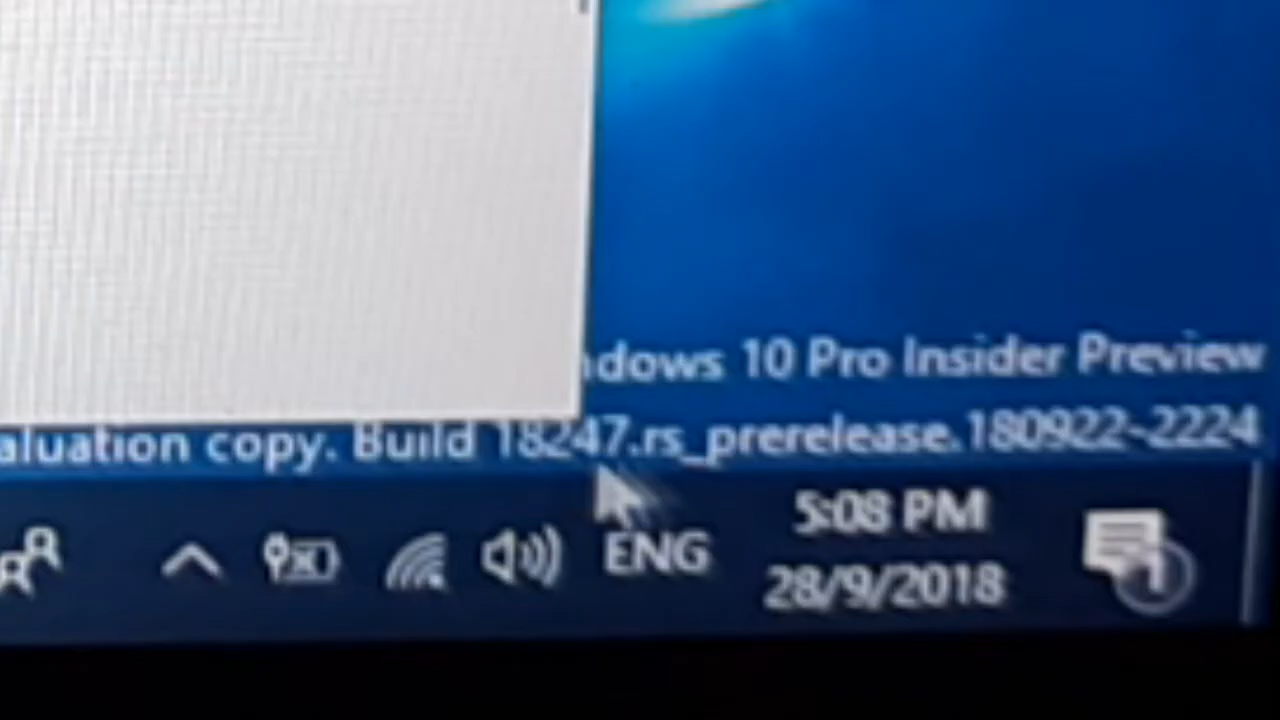 ndows 10 Pro Insider Preview
aluation copy. Build 18247.rs_prerelease.180922-2224
5:08 PM
ENG
28/9/2018
1